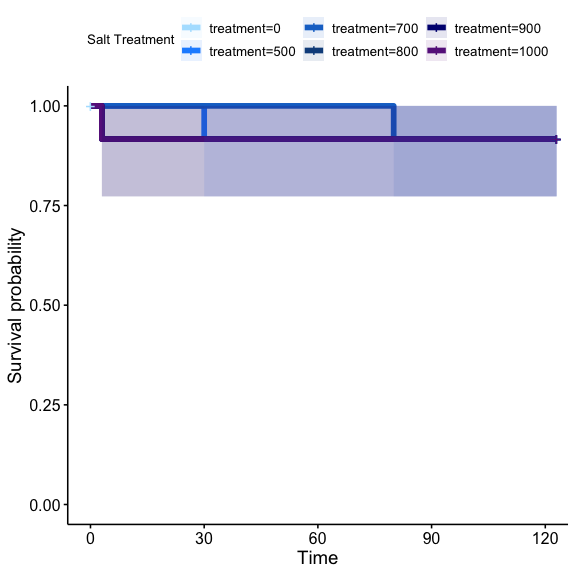 Salt Treatment
treatment=0 treatment=700 treatment=900
treatment=500 treatment=800 treatment=1000
Survival probability
1.00
0.75
0.50
0.25
0.00
0 30 60 90 120
Time